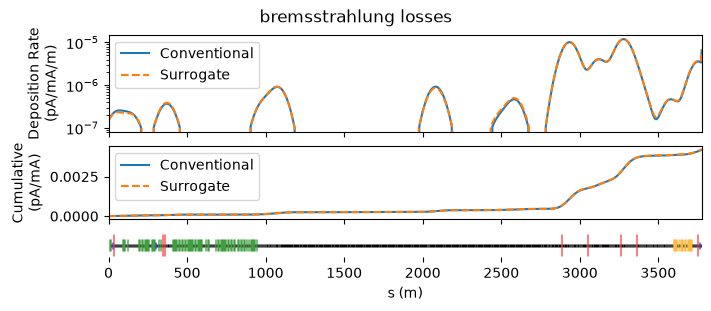 bremsstrahlung losses
Deposition Rate
(pA/mA/m)
10⁻⁵
10⁻⁶
10⁻⁷
Conventional
Surrogate
Cumulative
(pA/mA)
0.0025
0.0000
Conventional
Surrogate
0 500 1000 1500 2000 2500 3000 3500
s (m)